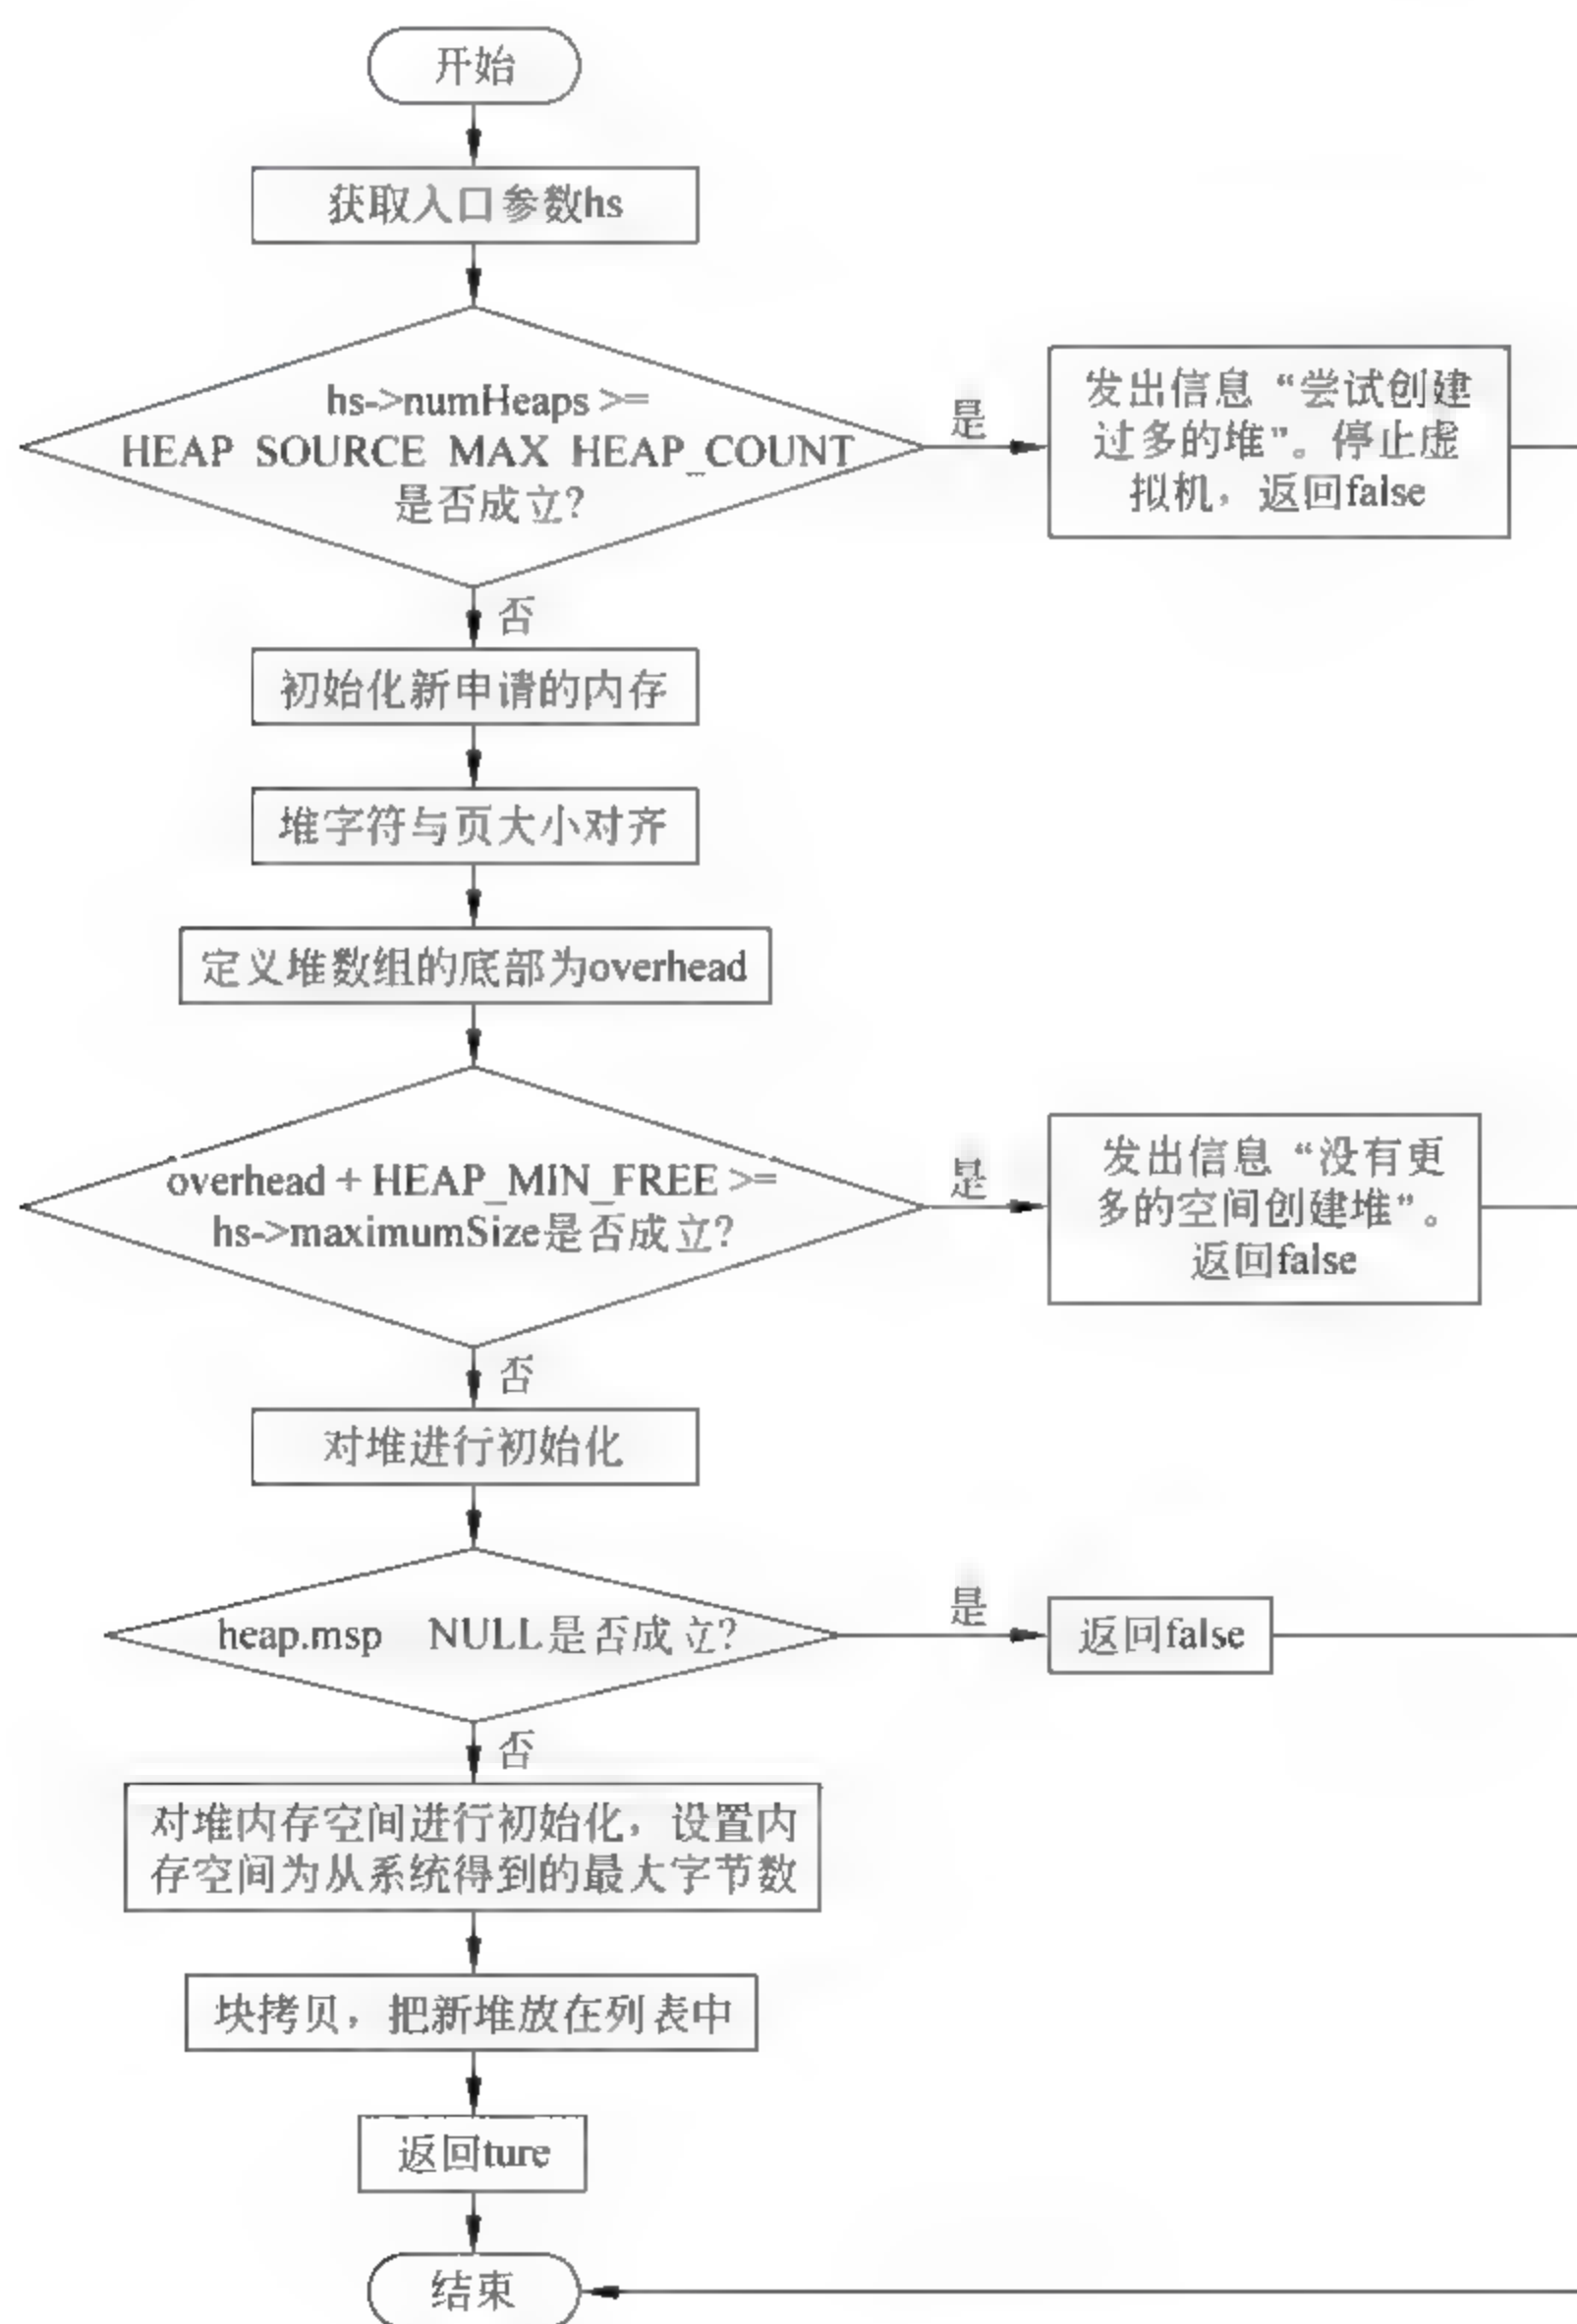 开始
获取入口参数hs
hs->numHeaps >=
HEAP_SOURCE_MAX_HEAP_COUNT
是否成立?
是
发出信息“尝试创建
过多的堆”。停止虚
拟机，返回false
否
初始化新申请的内存
堆字符与页大小对齐
定义堆数组的底部为overhead
overhead + HEAP_MIN_FREE >=
hs->maximumSize是否成立?
是
发出信息“没有更
多的空间创建堆”。
返回false
否
对堆进行初始化
heap.msp NULL是否成立?
是
返回false
否
对堆内存空间进行初始化，设置内
存空间为从系统得到的最大字节数
块拷贝，把新堆放在列表中
返回ture
结束